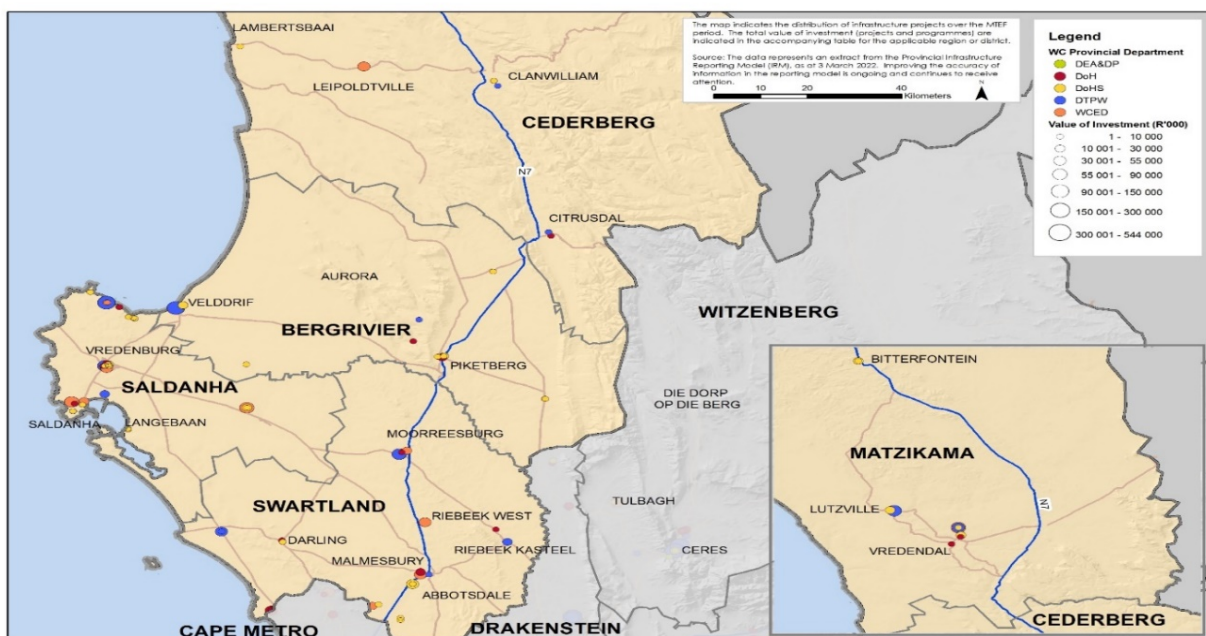 The map indicates the distribution of infrastructure projects over the MTEF
period. The total value of investment (projects and programmes) are
indicated in the accompanying table for the applicable region or district.
Source: The data represents an extract from the Provincial Infrastructure
Reporting Model (IRM), as at 3 March 2022. Improving the accuracy of
information in the reporting model is ongoing and continues to receive
attention.
0 10 20 40
Kilometers
N
Legend
WC Provincial Department
DEA&DP
DoH
DoHS
DTPW
WCED
Value of Investment (R'000)
1 - 10 000
10 001 - 30 000
30 001 - 55 000
55 001 - 90 000
90 001 - 150 000
150 001 - 300 000
300 001 - 544 000
LAMBERTSBAAI
CLANWILLIAM
LEIPOLDTVILLE
CEDERBERG
N7
CITRUSDAL
AURORA
VELDDRIF
WITZENBERG
BERGRIVIER
VREDENBURG
PIKETBERG
SALDANHA
DIE DORP
OP DIE BERG
SALDANHA
LANGEBAAN
MOORREESBURG
SWARTLAND
TULBAGH
RIEBEEK WEST
DARLING
RIEBEEK KASTEEL
CERES
MALMESBURY
ABBOTSDALE
CAPE METRO
DRAKENSTEIN
BITTERFONTEIN
MATZIKAMA
LUTZVILLE
N7
VREDENDAL
CEDERBERG